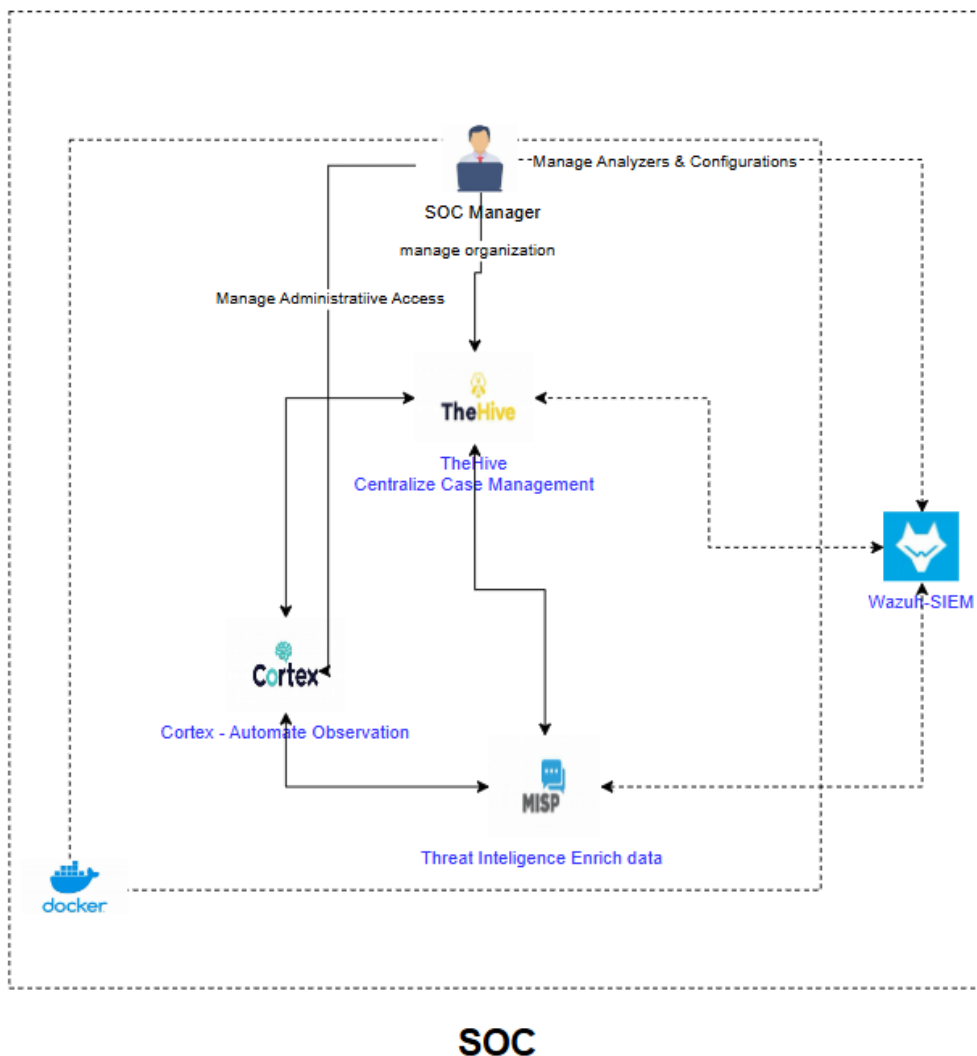 Manage Analyzers & Configurations
SOC Manager
manage organization
Manage Administratiive Access
TheHive
TheHive
Centralize Case Management
Wazuh-SIEM
Cortex
Cortex - Automate Observation
MISP
Threat Inteligence Enrich data
docker
SOC